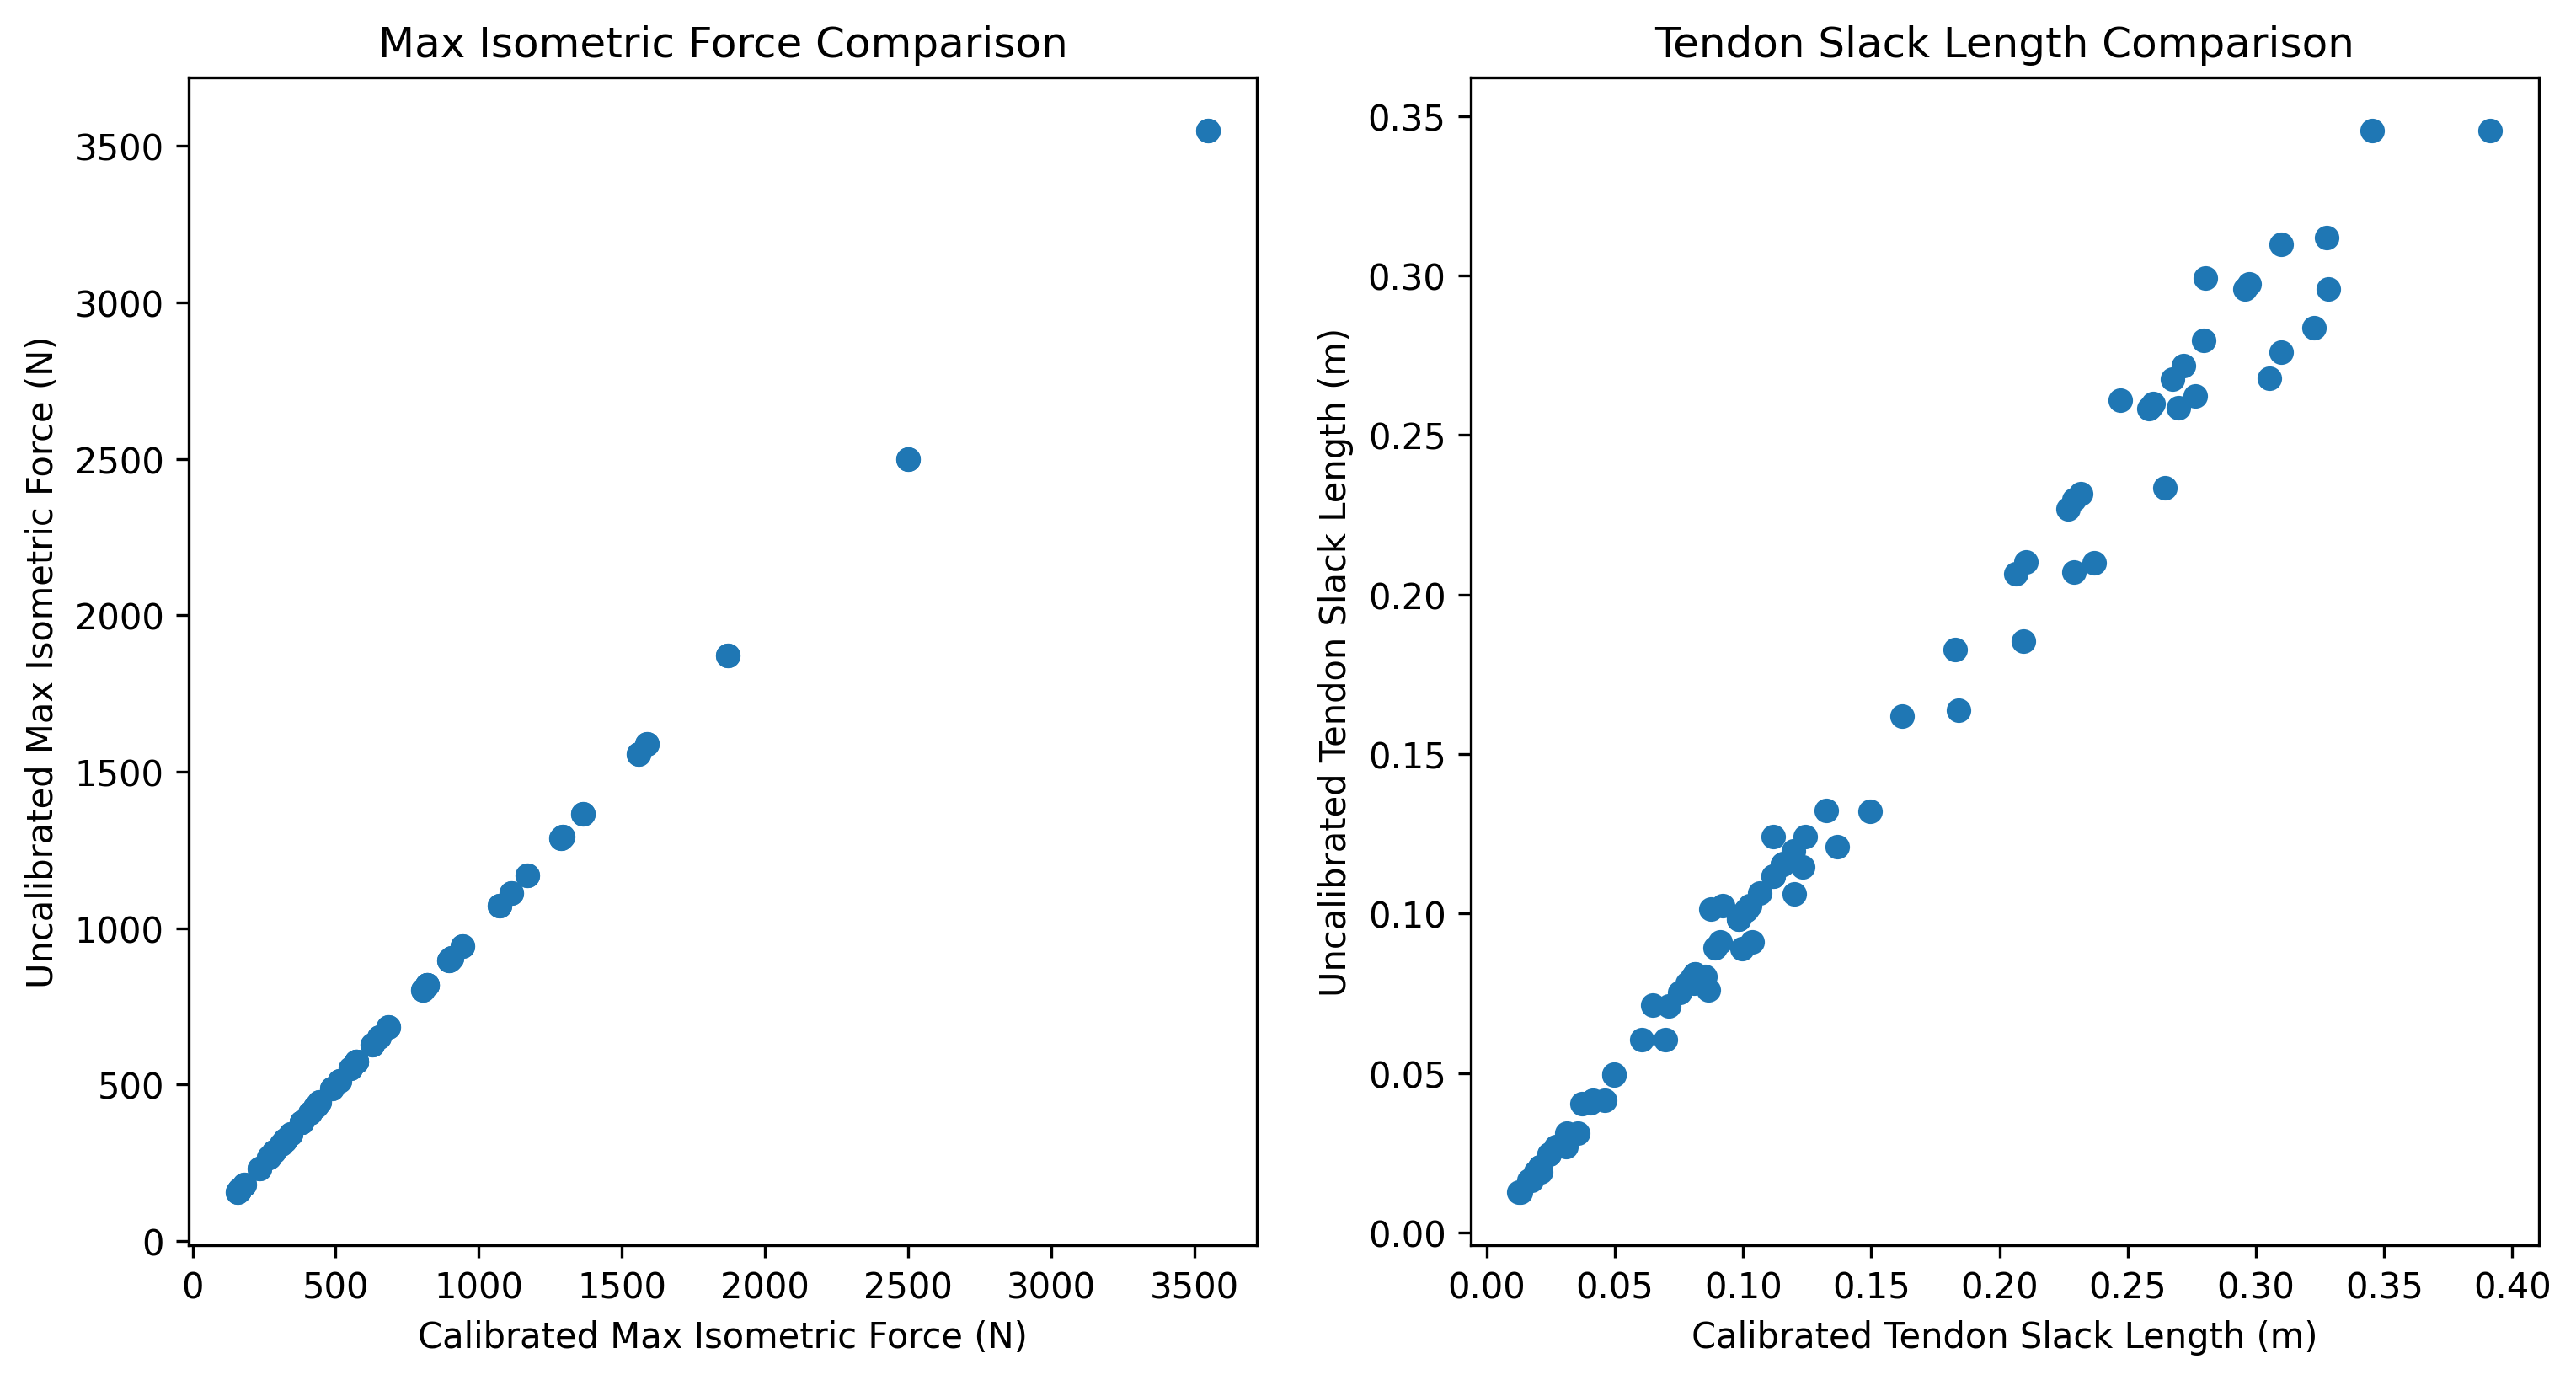 Max Isometric Force Comparison
Uncalibrated Max Isometric Force (N)
3500
3000
2500
2000
1500
1000
500
0
0 500 1000 1500 2000 2500 3000 3500
Calibrated Max Isometric Force (N)
Tendon Slack Length Comparison
Uncalibrated Tendon Slack Length (m)
0.35
0.30
0.25
0.20
0.15
0.10
0.05
0.00
0.00 0.05 0.10 0.15 0.20 0.25 0.30 0.35 0.40
Calibrated Tendon Slack Length (m)